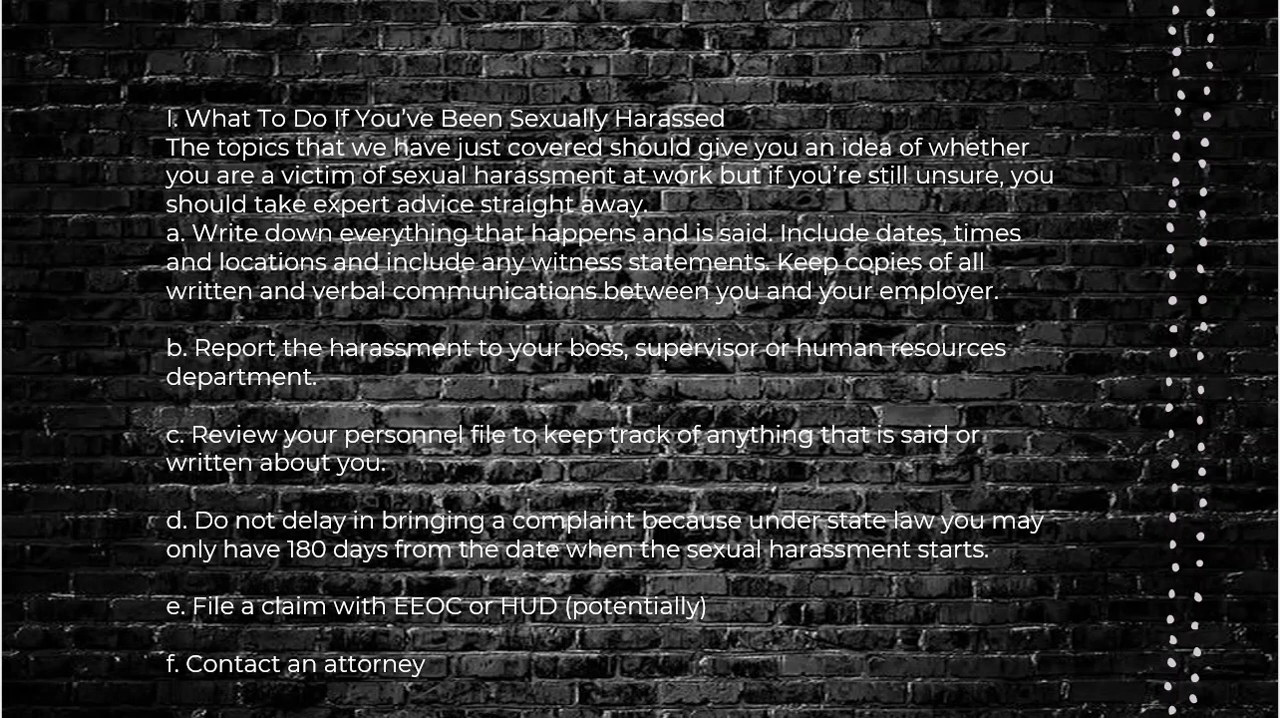 I. What To Do If You’ve Been Sexually Harassed
The topics that we have just covered should give you an idea of whether
you are a victim of sexual harassment at work but if you’re still unsure, you
should take expert advice straight away.
a. Write down everything that happens and is said. Include dates, times
and locations and include any witness statements. Keep copies of all
written and verbal communications between you and your employer.
b. Report the harassment to your boss, supervisor or human resources
department.
c. Review your personnel file to keep track of anything that is said or
written about you.
d. Do not delay in bringing a complaint because under state law you may
only have 180 days from the date when the sexual harassment starts.
e. File a claim with EEOC or HUD (potentially)
f. Contact an attorney